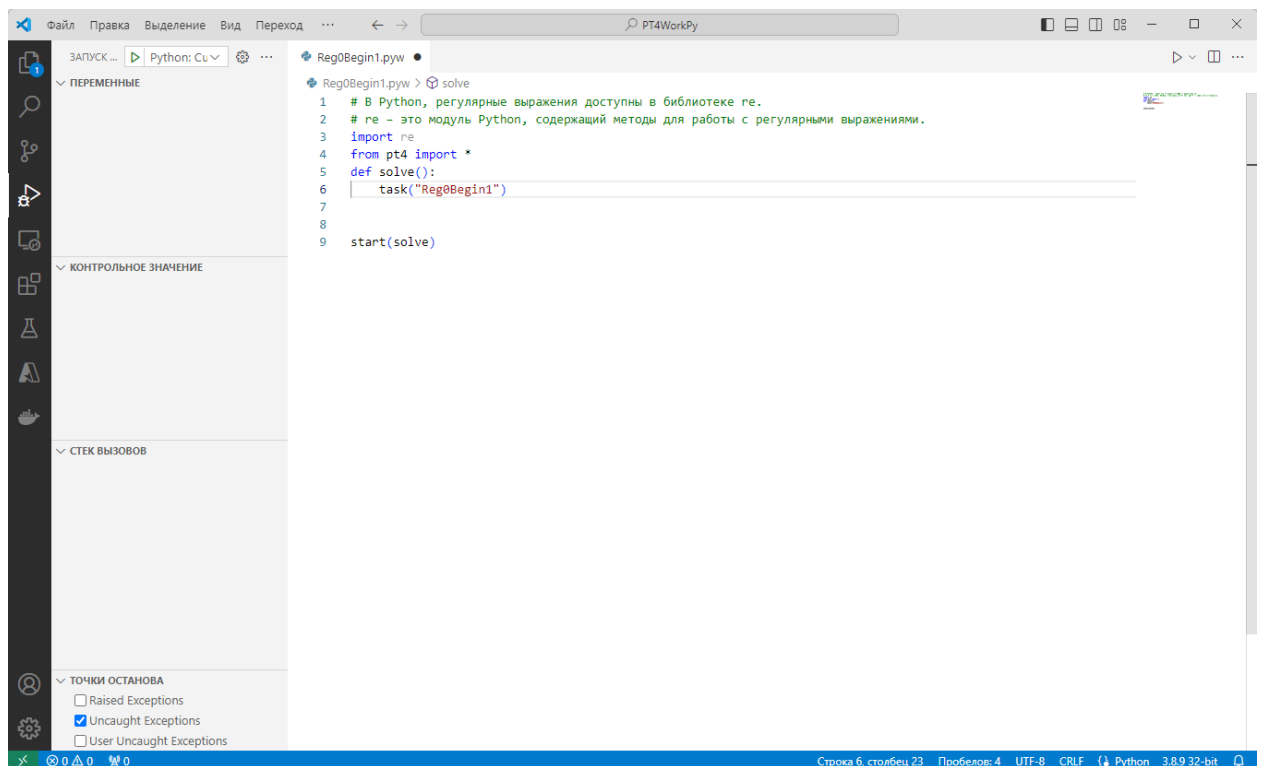 Файл Правка Выделение Вид Переход ··· ← → PT4WorkPy
ЗАПУСК ... Python: Cu ···
Reg0Begin1.pyw ●
ПЕРЕМЕННЫЕ
Reg0Begin1.pyw > solve
1 # В Python, регулярные выражения доступны в библиотеке re.
2 # re – это модуль Python, содержащий методы для работы с регулярными выражениями.
3 import re
4 from pt4 import *
5 def solve():
6 task("Reg0Begin1")
7
8
9 start(solve)
1
КОНТРОЛЬНОЕ ЗНАЧЕНИЕ
СТЕК ВЫЗОВОВ
ТОЧКИ ОСТАНОВА
Raised Exceptions
Uncaught Exceptions
User Uncaught Exceptions
0 0 0 Строка 6, столбец 23 Пробелов: 4 UTF-8 CRLF Python 3.8.9 32-bit